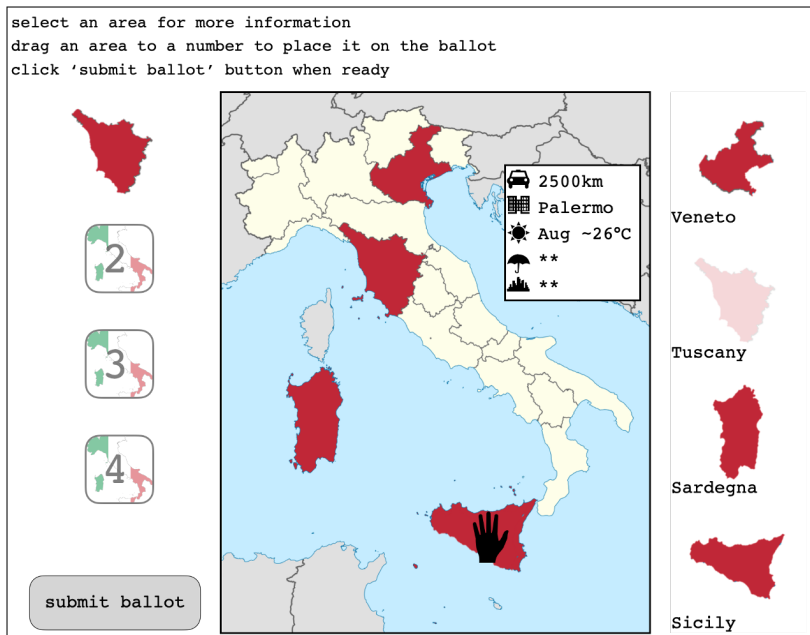 select an area for more information
drag an area to a number to place it on the ballot
click ‘submit ballot’ button when ready
2
3
4
submit ballot
2500km
Palermo
Aug ~26°C
**
**
Veneto
Tuscany
Sardegna
Sicily